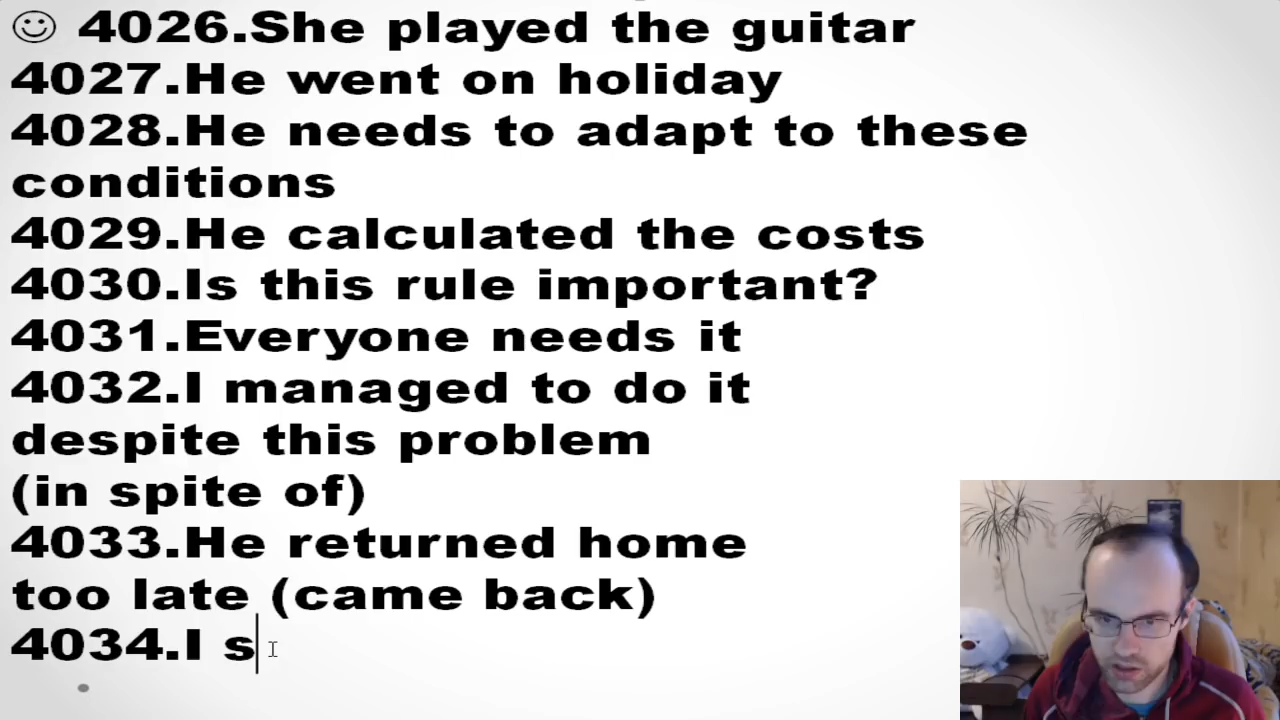 4026.She played the guitar
4027.He went on holiday
4028.He needs to adapt to these
conditions
4029.He calculated the costs
4030.Is this rule important?
4031.Everyone needs it
4032.I managed to do it
despite this problem
(in spite of)
4033.He returned home
too late (came back)
4034.I s